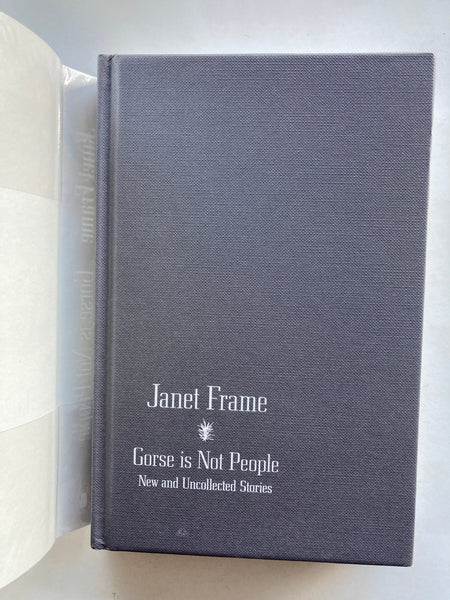 Janet Frame
Gorse is Not People
New and Uncollected Stories